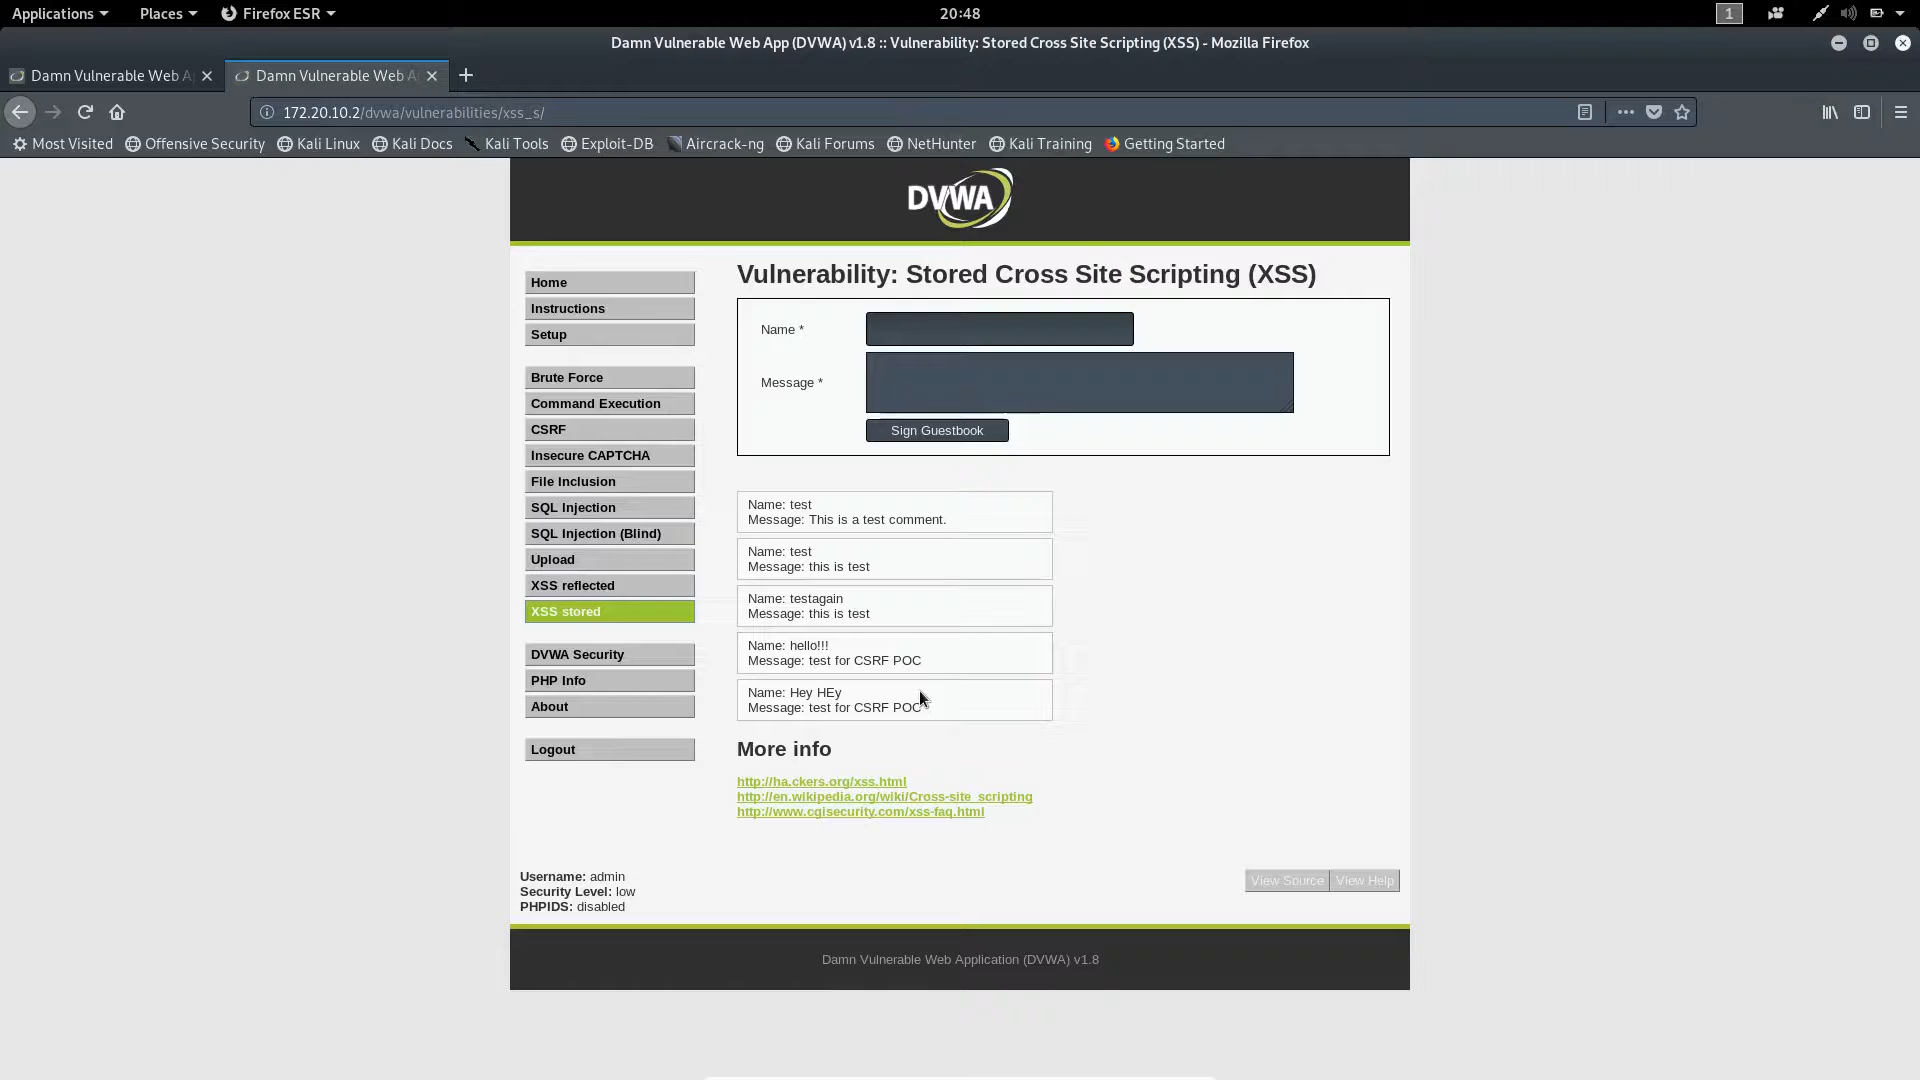 Applications Places Firefox ESR 20:48 1
Damn Vulnerable Web App (DVWA) v1.8 :: Vulnerability: Stored Cross Site Scripting (XSS) - Mozilla Firefox
Damn Vulnerable Web A Damn Vulnerable Web A
172.20.10.2/dvwa/vulnerabilities/xss_s/
Most Visited Offensive Security Kali Linux Kali Docs Kali Tools Exploit-DB Aircrack-ng Kali Forums NetHunter Kali Training Getting Started
DVWA
Home
Instructions
Setup
Brute Force
Command Execution
CSRF
Insecure CAPTCHA
File Inclusion
SQL Injection
SQL Injection (Blind)
Upload
XSS reflected
XSS stored
DVWA Security
PHP Info
About
Logout
Vulnerability: Stored Cross Site Scripting (XSS)
Name *
Message *
Sign Guestbook
Name: test
Message: This is a test comment.
Name: test
Message: this is test
Name: testagain
Message: this is test
Name: hello!!!
Message: test for CSRF POC
Name: Hey HEy
Message: test for CSRF POC
More info
http://ha.ckers.org/xss.html
http://en.wikipedia.org/wiki/Cross-site_scripting
http://www.cgisecurity.com/xss-faq.html
Username: admin
Security Level: low
PHPIDS: disabled
View Source View Help
Damn Vulnerable Web Application (DVWA) v1.8